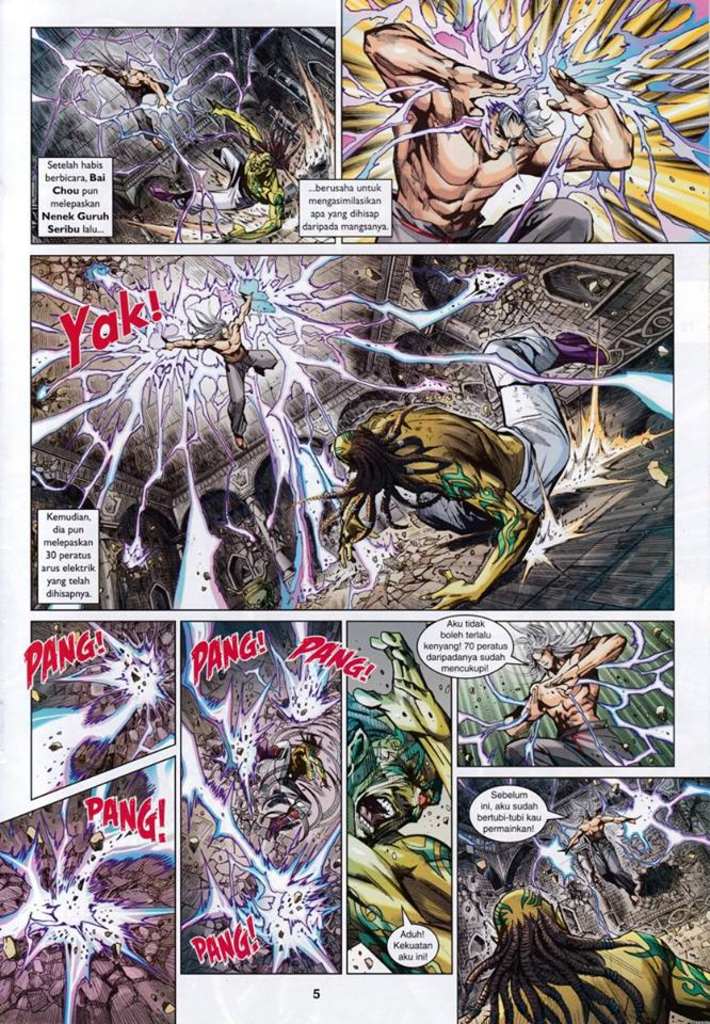 Setelah habis
berbicara, Bai
Chou pun
melepaskan
Nenek Guruh
Seribu lalu...
...berusaha untuk
mengasimilasikan
apa yang dihisap
daripada mangsanya.
Yak!
Kemudian,
dia pun
melepaskan
30 peratus
arus elektrik
yang telah
dihisapnya.
PANG!
PANG!
PANG!
PANG!
PANG!
Aduh!
Kekuatan
aku ini!
Aku tidak
boleh terlalu
kenyang! 70 peratus
daripadanya sudah
mencukupi!
Sebelum
ini, aku sudah
bertubi-tubi kau
permainkan!
5